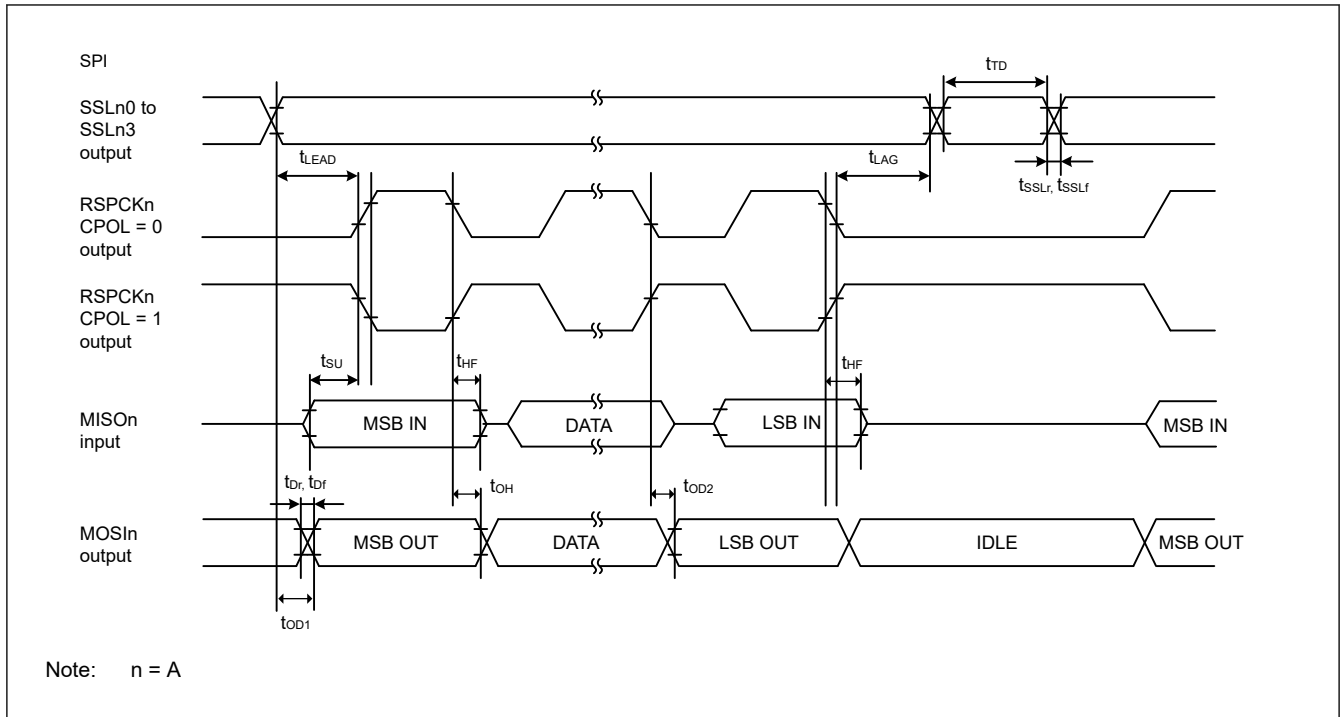 SPI
tTD
SSLn0 to
SSLn3
output
tLEAD
tLAG
tSSLr, tSSLf
RSPCKn
CPOL = 0
output
RSPCKn
CPOL = 1
output
tSU
tHF
tHF
MISOn
input
MSB IN
DATA
LSB IN
MSB IN
tDr, tDf
tOH
tOD2
MOSIn
output
MSB OUT
DATA
LSB OUT
IDLE
MSB OUT
tOD1
Note: n = A